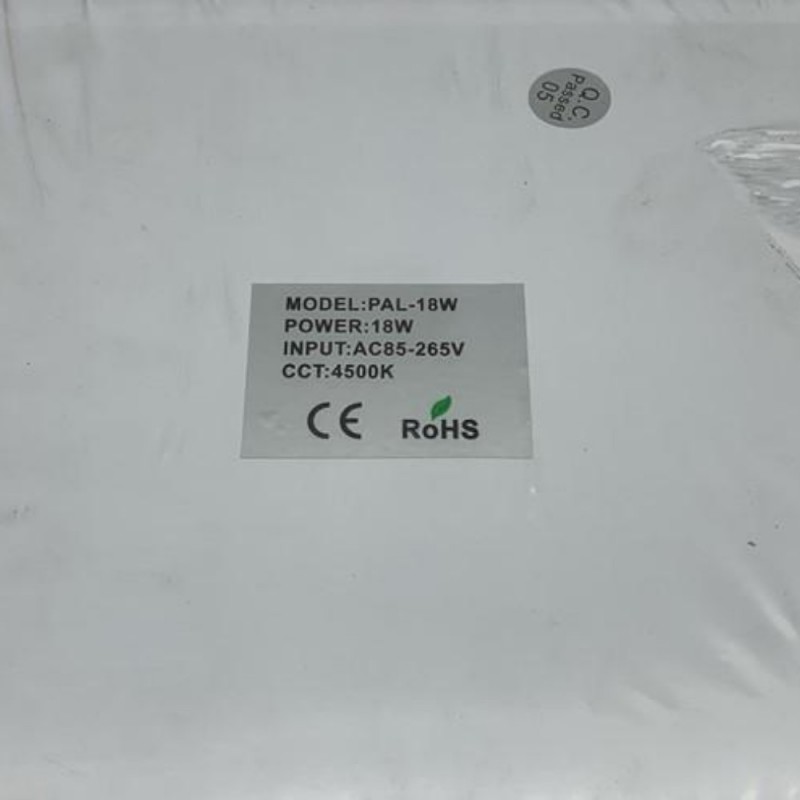 Q.C.
Passed
05
MODEL:PAL-18W
POWER:18W
INPUT:AC85-265V
CCT:4500K
CE RoHS